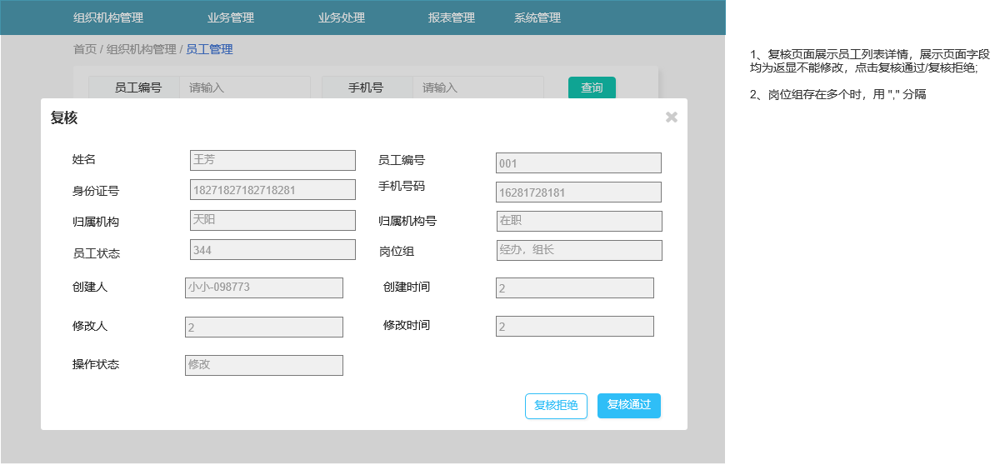 组织机构管理 业务管理 业务处理 报表管理 系统管理
首页 / 组织机构管理 / 员工管理
员工编号 请输入 手机号 请输入 查询
复核
姓名 王芳 员工编号 001
身份证号 18271827182718281 手机号码 16281728181
归属机构 天阳 归属机构号 在职
员工状态 344 岗位组 经办，组长
创建人 小小-098773 创建时间 2
修改人 2 修改时间 2
操作状态 修改
复核拒绝 复核通过
1、复核页面展示员工列表详情，展示页面字段
均为返显不能修改，点击复核通过/复核拒绝;
2、岗位组存在多个时，用 "," 分隔